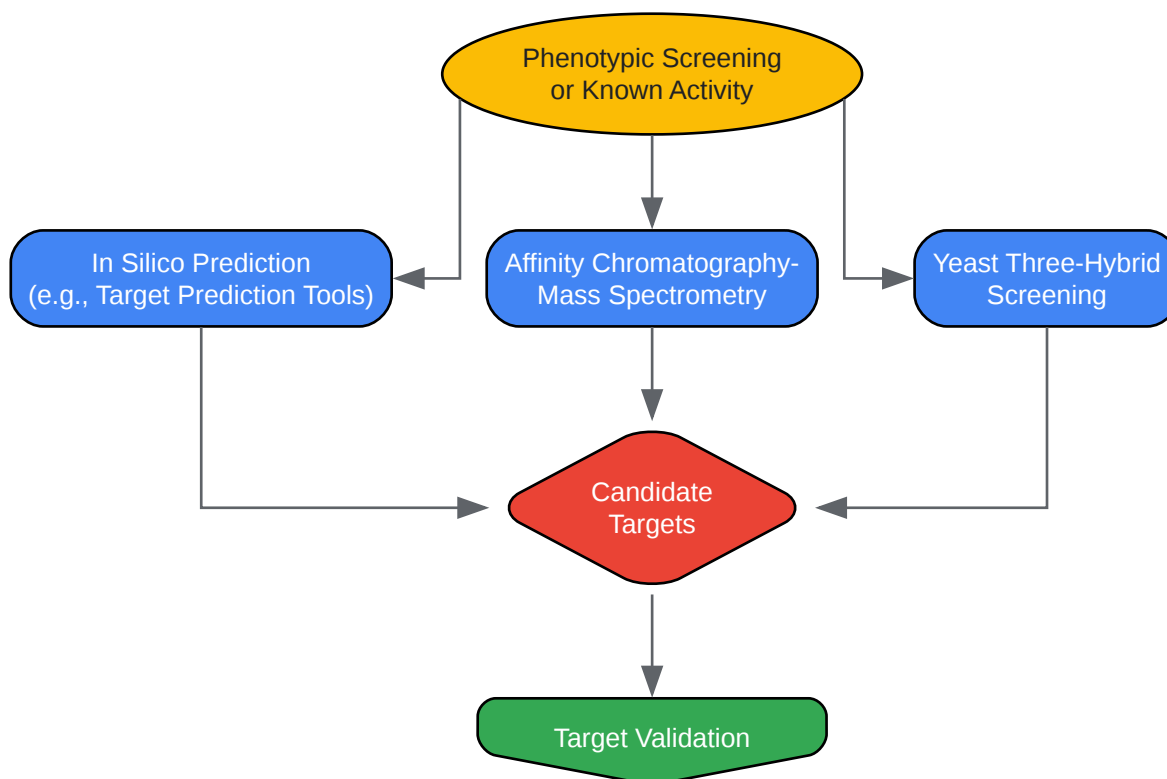 Phenotypic Screening
or Known Activity
In Silico Prediction
(e.g., Target Prediction Tools)
Affinity Chromatography-
Mass Spectrometry
Yeast Three-Hybrid
Screening
Candidate
Targets
Target Validation